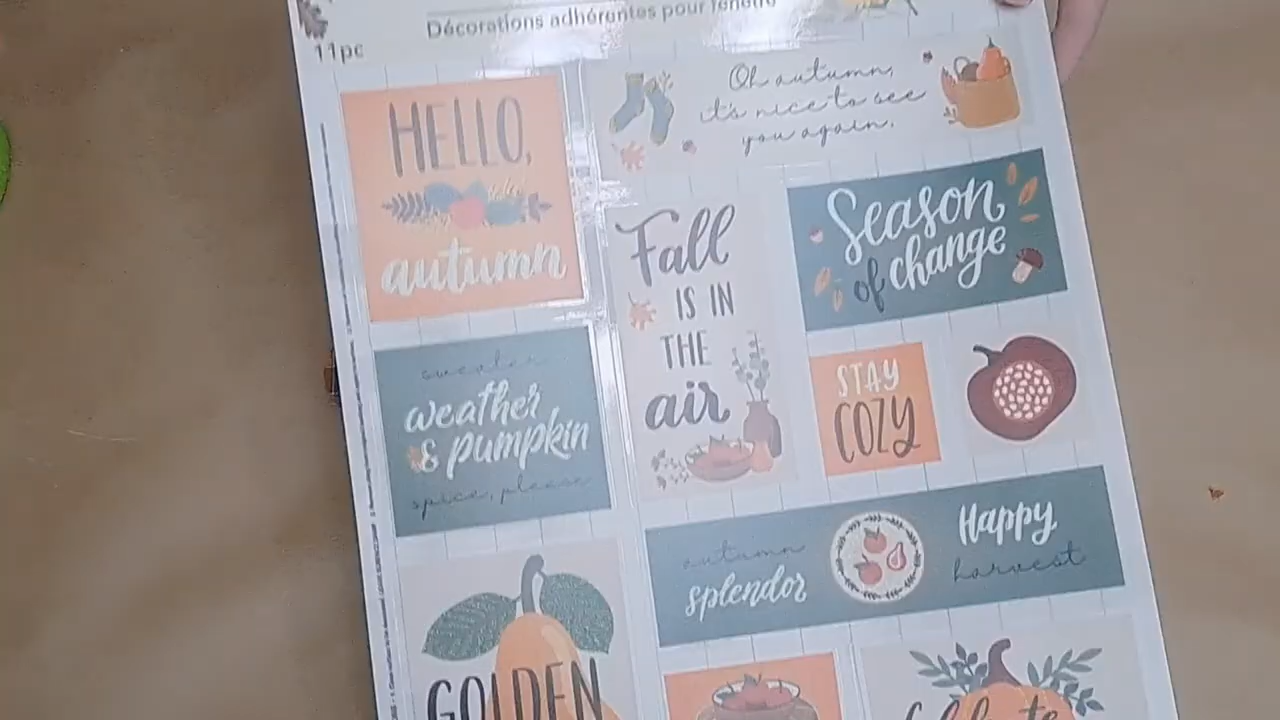 Décorations adhérentes pour fenêtre
11pc
HELLO,
autumn
Oh autumn,
it's nice to see
you again.
Fall
IS IN
THE
air
Season
of change
sweater
weather
& pumpkin
spice, please
STAY
COZY
autumn
splendor
Happy
harvest
GOLDEN